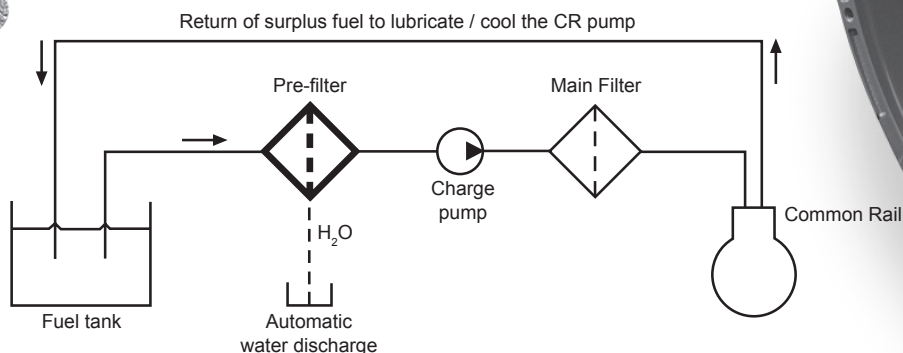 Return of surplus fuel to lubricate / cool the CR pump
Pre-filter
Main Filter
Charge
pump
H₂O
Common Rail
Fuel tank
Automatic
water discharge